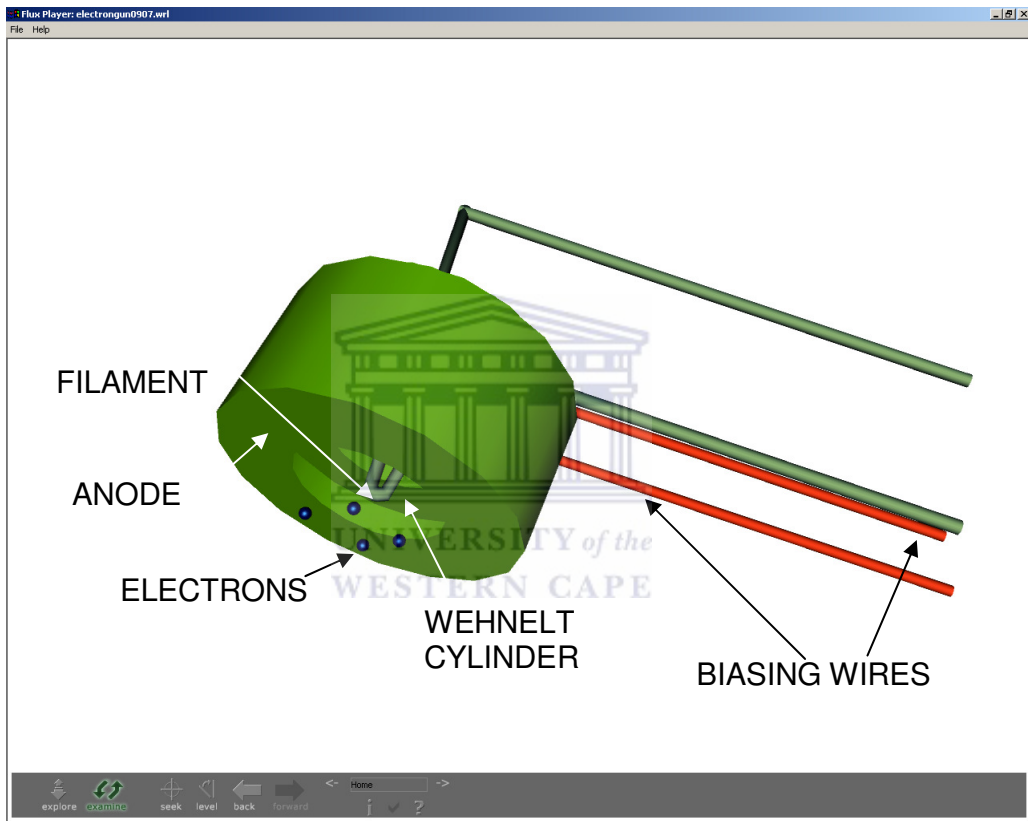 Flux Player: electrongun0907.wrl
File Help
FILAMENT
ANODE
ELECTRONS
WEHNELT
CYLINDER
BIASING WIRES
UNIVERSITY of the
WESTERN CAPE
explore examine seek level back forward <- Home -> i ?